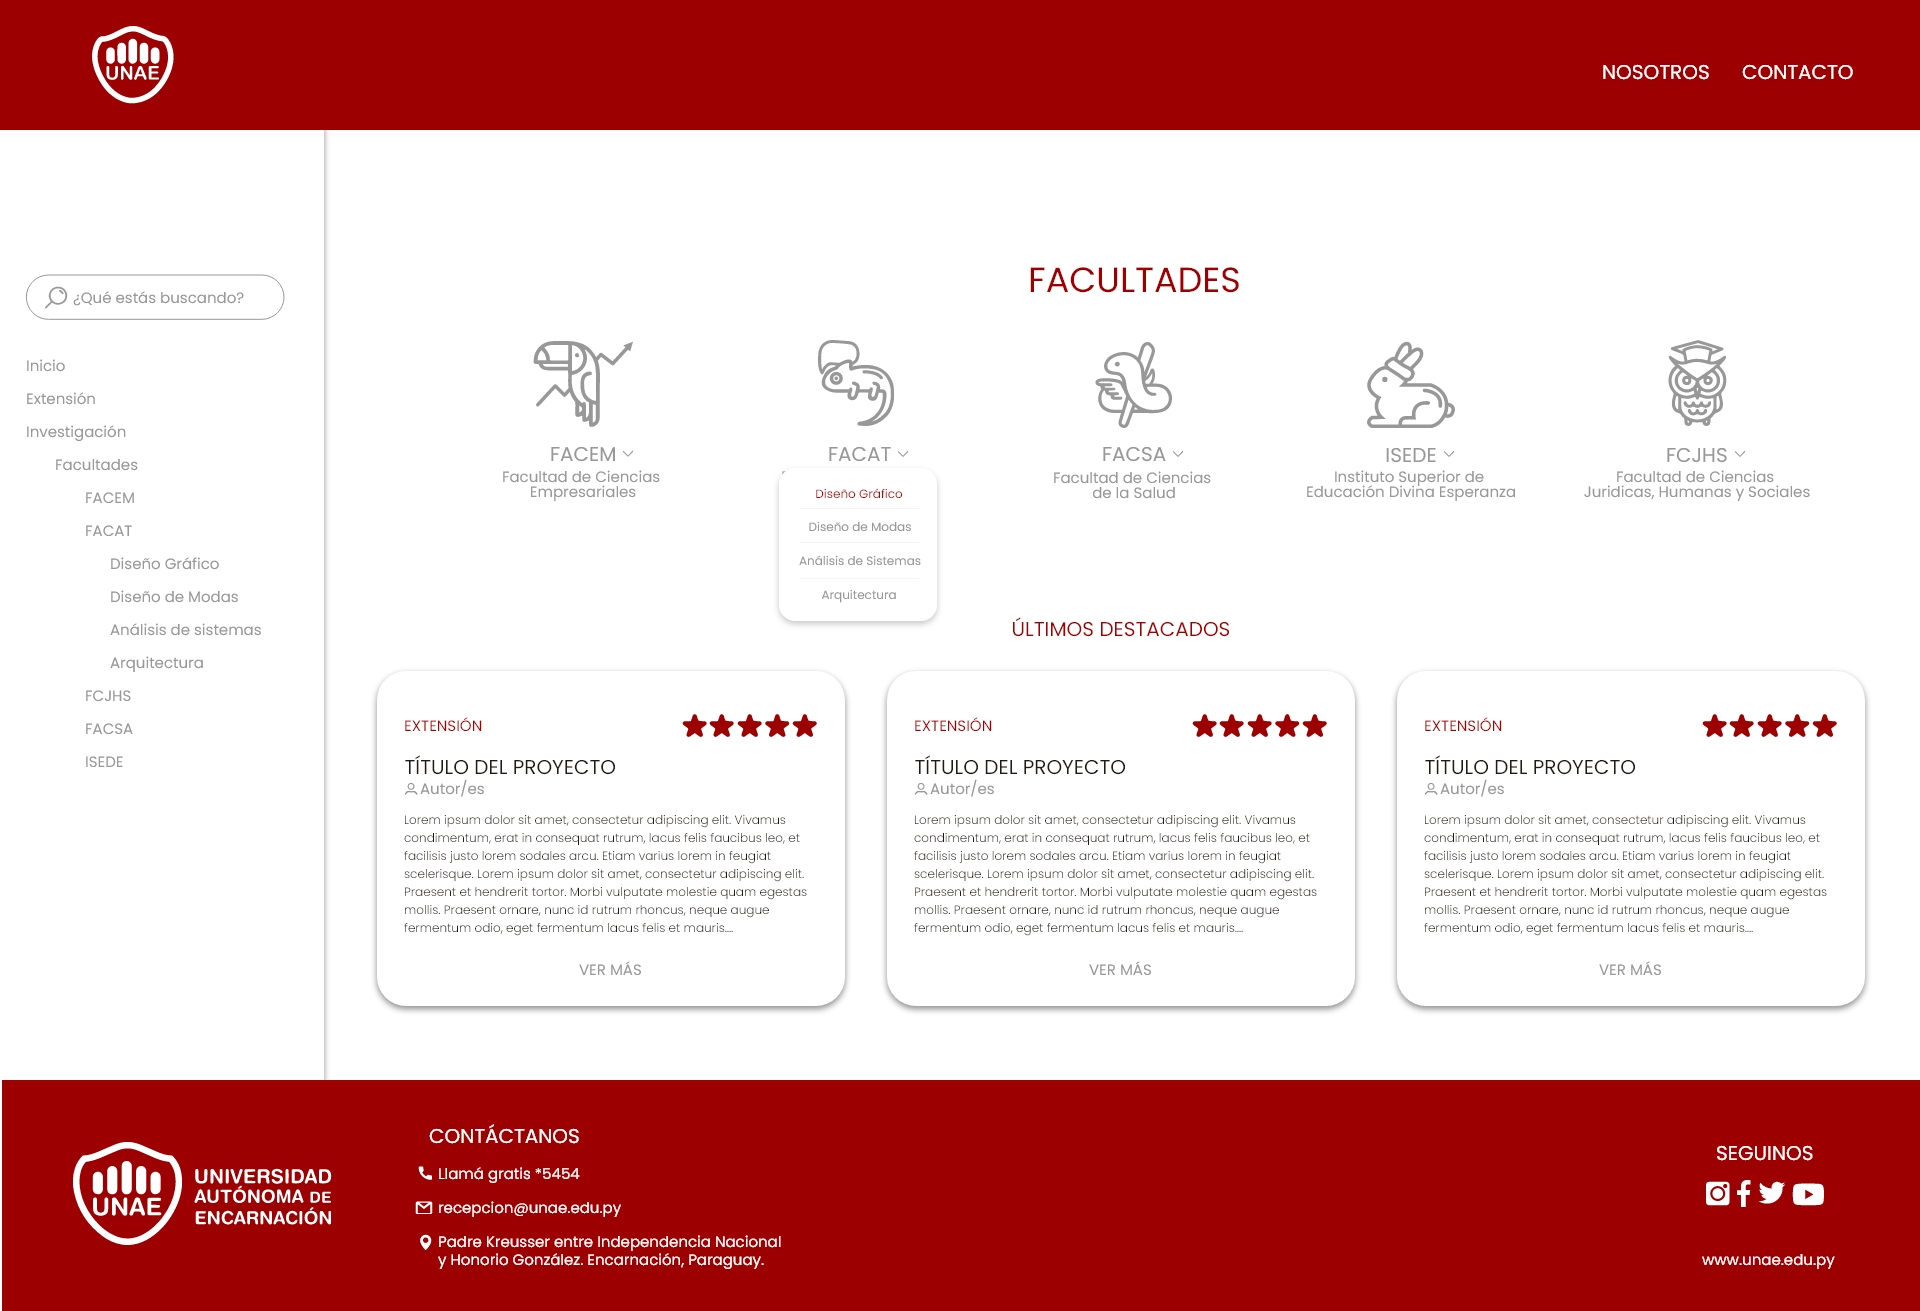 UNAE
NOSOTROS
CONTACTO
¿Qué estás buscando?
Inicio
Extensión
Investigación
Facultades
FACEM
FACAT
Diseño Gráfico
Diseño de Modas
Análisis de sistemas
Arquitectura
FCJHS
FACSA
ISEDE
FACULTADES
FACEM
Facultad de Ciencias
Empresariales
FACAT
Diseño Gráfico
Diseño de Modas
Análisis de Sistemas
Arquitectura
FACSA
Facultad de Ciencias
de la Salud
ISEDE
Instituto Superior de
Educación Divina Esperanza
FCJHS
Facultad de Ciencias
Juridicas, Humanas y Sociales
ÚLTIMOS DESTACADOS
EXTENSIÓN
TÍTULO DEL PROYECTO
Autor/es
Lorem ipsum dolor sit amet, consectetur adipiscing elit. Vivamus
condimentum, erat in consequat rutrum, lacus felis faucibus leo, et
facilisis justo lorem sodales arcu. Etiam varius lorem in feugiat
scelerisque. Lorem ipsum dolor sit amet, consectetur adipiscing elit.
Praesent et hendrerit tortor. Morbi vulputate molestie quam egestas
mollis. Praesent ornare, nunc id rutrum rhoncus, neque augue
fermentum odio, eget fermentum lacus felis et mauris....
VER MÁS
EXTENSIÓN
TÍTULO DEL PROYECTO
Autor/es
Lorem ipsum dolor sit amet, consectetur adipiscing elit. Vivamus
condimentum, erat in consequat rutrum, lacus felis faucibus leo, et
facilisis justo lorem sodales arcu. Etiam varius lorem in feugiat
scelerisque. Lorem ipsum dolor sit amet, consectetur adipiscing elit.
Praesent et hendrerit tortor. Morbi vulputate molestie quam egestas
mollis. Praesent ornare, nunc id rutrum rhoncus, neque augue
fermentum odio, eget fermentum lacus felis et mauris....
VER MÁS
EXTENSIÓN
TÍTULO DEL PROYECTO
Autor/es
Lorem ipsum dolor sit amet, consectetur adipiscing elit. Vivamus
condimentum, erat in consequat rutrum, lacus felis faucibus leo, et
facilisis justo lorem sodales arcu. Etiam varius lorem in feugiat
scelerisque. Lorem ipsum dolor sit amet, consectetur adipiscing elit.
Praesent et hendrerit tortor. Morbi vulputate molestie quam egestas
mollis. Praesent ornare, nunc id rutrum rhoncus, neque augue
fermentum odio, eget fermentum lacus felis et mauris....
VER MÁS
UNAE
UNIVERSIDAD
AUTÓNOMA DE
ENCARNACIÓN
CONTÁCTANOS
Llamá gratis *5454
recepcion@unae.edu.py
Padre Kreusser entre Independencia Nacional
y Honorio González. Encarnación, Paraguay.
SEGUINOS
www.unae.edu.py